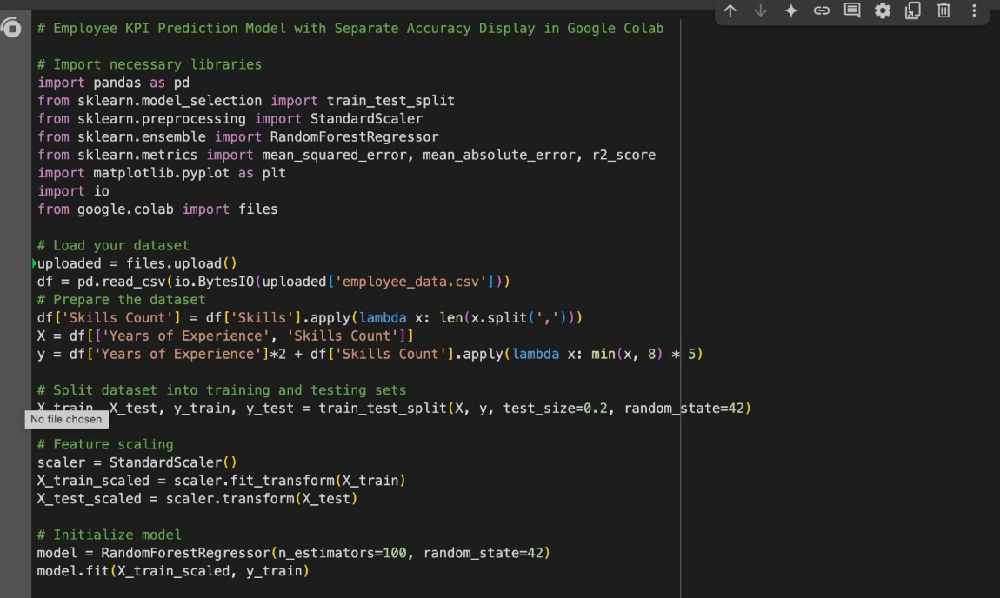 # Employee KPI Prediction Model with Separate Accuracy Display in Google Colab
# Import necessary libraries
import pandas as pd
from sklearn.model_selection import train_test_split
from sklearn.preprocessing import StandardScaler
from sklearn.ensemble import RandomForestRegressor
from sklearn.metrics import mean_squared_error, mean_absolute_error, r2_score
import matplotlib.pyplot as plt
import io
from google.colab import files
# Load your dataset
uploaded = files.upload()
df = pd.read_csv(io.BytesIO(uploaded['employee_data.csv']))
# Prepare the dataset
df['Skills Count'] = df['Skills'].apply(lambda x: len(x.split(',')))
X = df[['Years of Experience', 'Skills Count']]
y = df['Years of Experience']*2 + df['Skills Count'].apply(lambda x: min(x, 8) * 5)
# Split dataset into training and testing sets
X_train, X_test, y_train, y_test = train_test_split(X, y, test_size=0.2, random_state=42)
No file chosen
# Feature scaling
scaler = StandardScaler()
X_train_scaled = scaler.fit_transform(X_train)
X_test_scaled = scaler.transform(X_test)
# Initialize model
model = RandomForestRegressor(n_estimators=100, random_state=42)
model.fit(X_train_scaled, y_train)